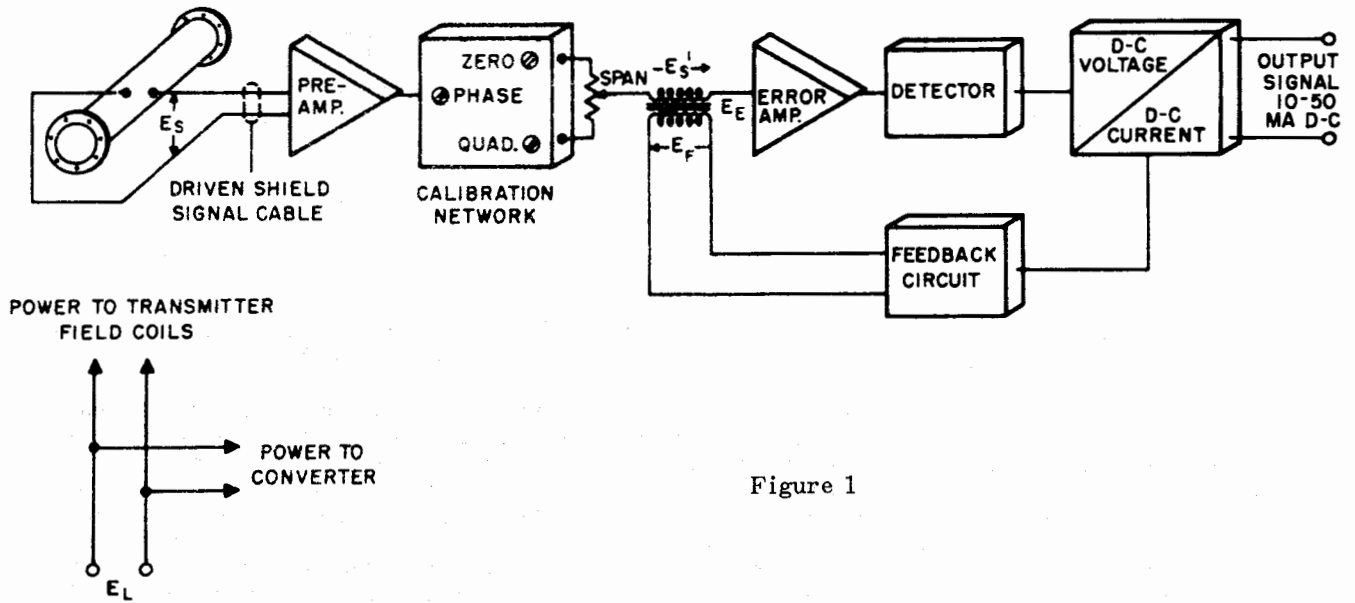 E_S
DRIVEN SHIELD
SIGNAL CABLE
PRE-
AMP.
ZERO
PHASE
QUAD.
CALIBRATION
NETWORK
SPAN
E_S'
E_F
E_E
ERROR
AMP.
DETECTOR
D-C
VOLTAGE
D-C
CURRENT
OUTPUT
SIGNAL
10-50
MA D-C
FEEDBACK
CIRCUIT
POWER TO TRANSMITTER
FIELD COILS
POWER TO
CONVERTER
E_L
Figure 1